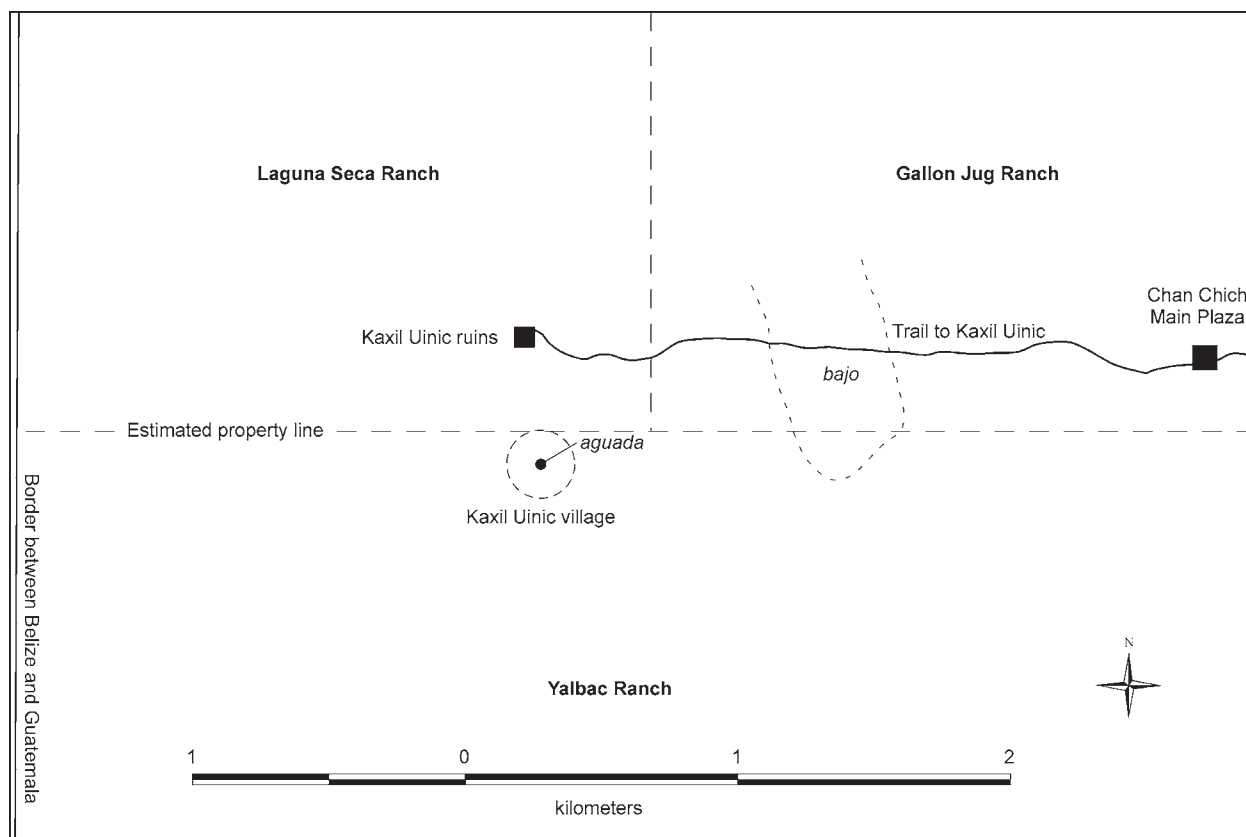 Laguna Seca Ranch
Gallon Jug Ranch
Chan Chich
Main Plaza
Kaxil Uinic ruins
Trail to Kaxil Uinic
bajo
Estimated property line
aguada
Kaxil Uinic village
Border between Belize and Guatemala
N
Yalbac Ranch
1 0 1 2
kilometers